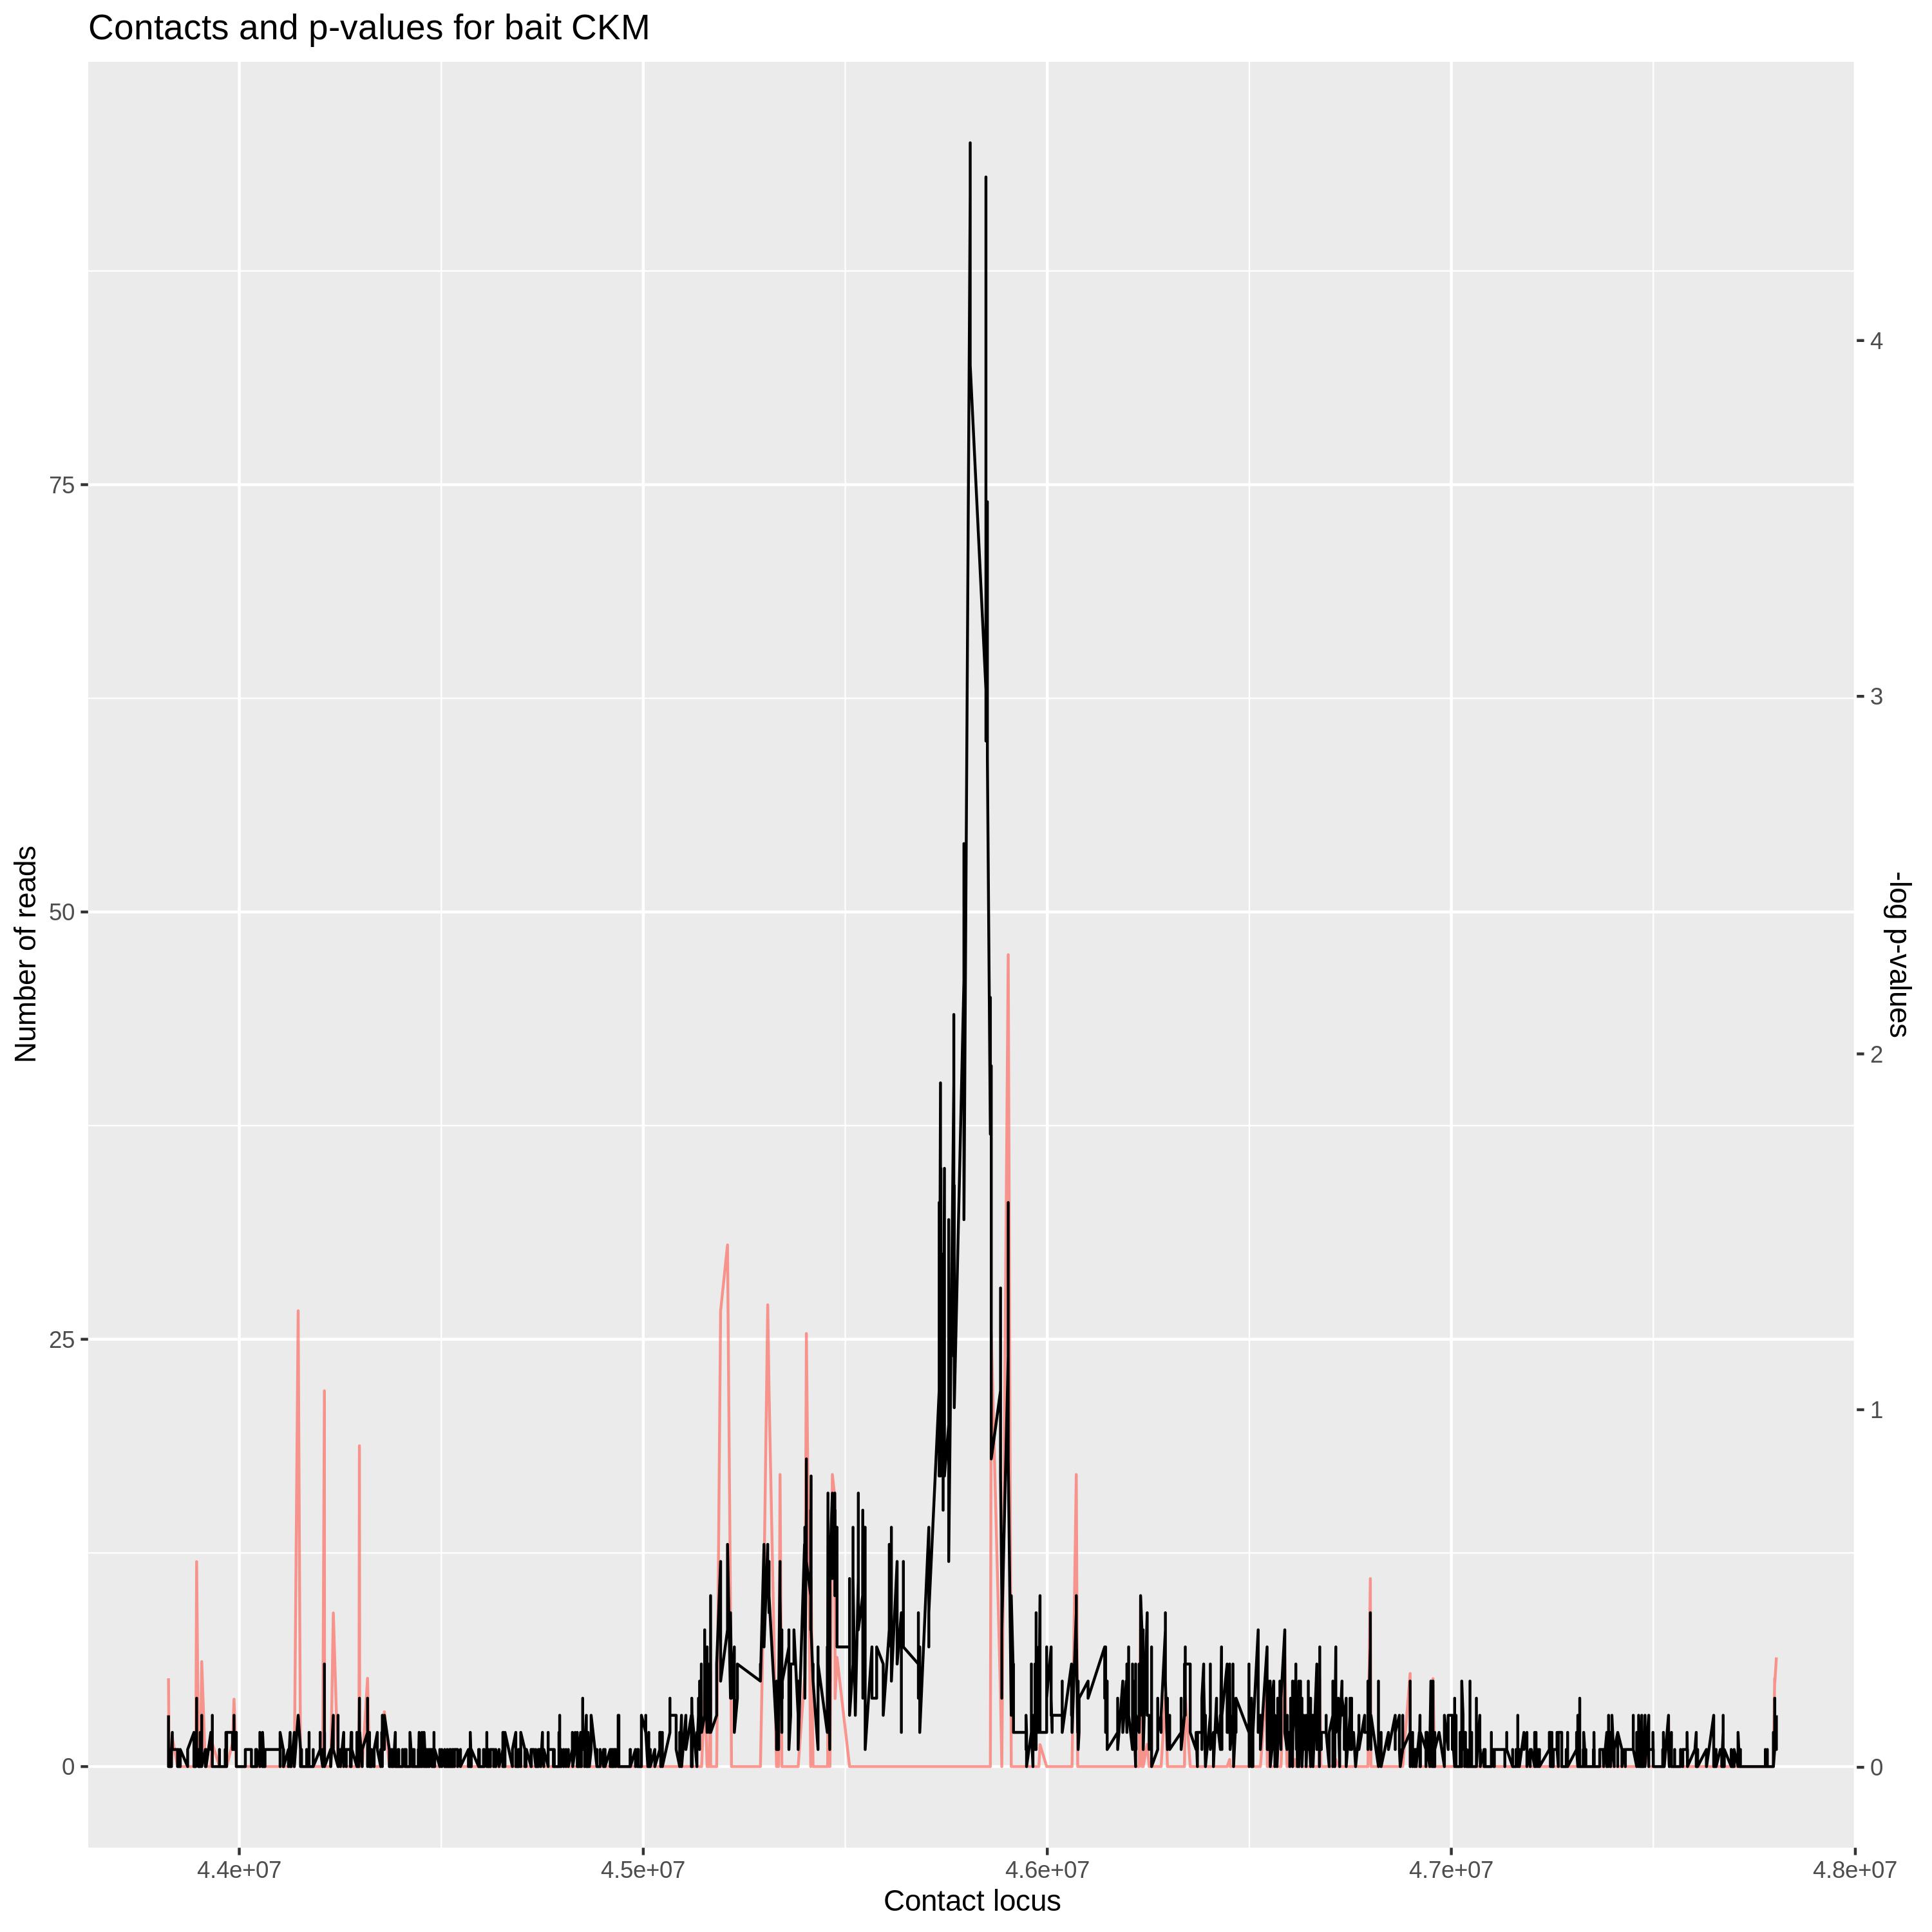 Contacts and p-values for bait CKM
Number of reads
75
50
25
0
-log p-values
4
3
2
1
0
4.4e+07
4.5e+07
4.6e+07
4.7e+07
4.8e+07
Contact locus